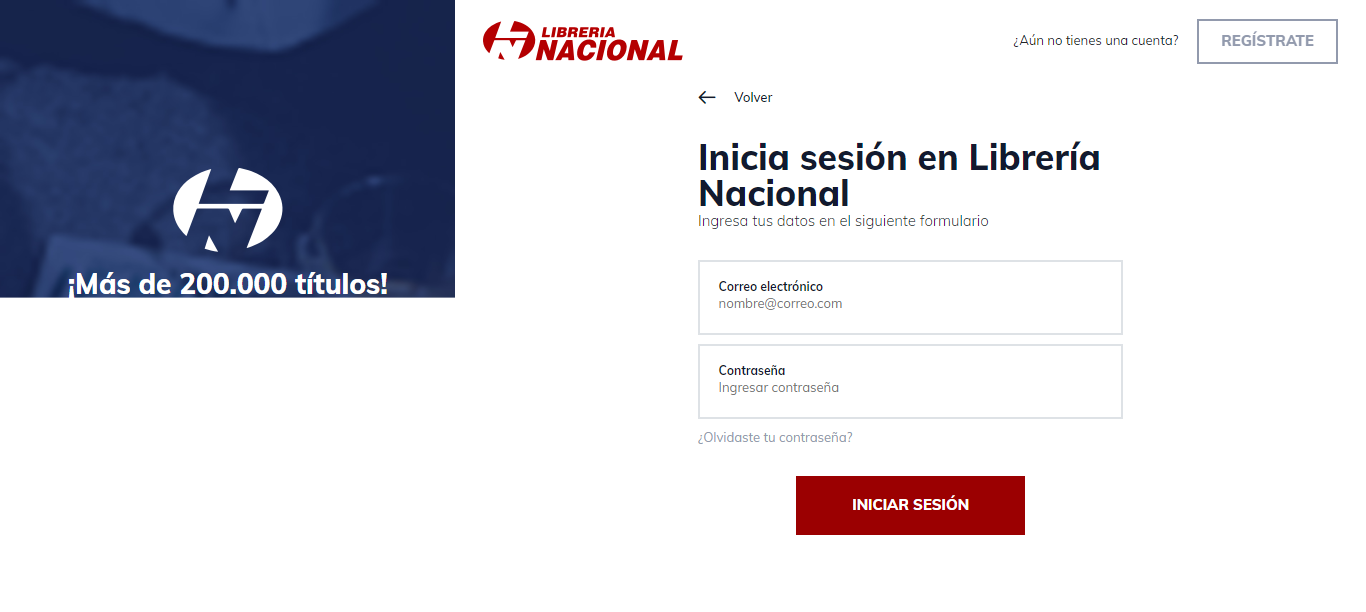 ¡Más de 200.000 títulos!
LIBRERIA
NACIONAL
¿Aún no tienes una cuenta?
REGÍSTRATE
Volver
Inicia sesión en Librería
Nacional
Ingresa tus datos en el siguiente formulario
Correo electrónico
nombre@correo.com
Contraseña
Ingresar contraseña
¿Olvidaste tu contraseña?
INICIAR SESIÓN